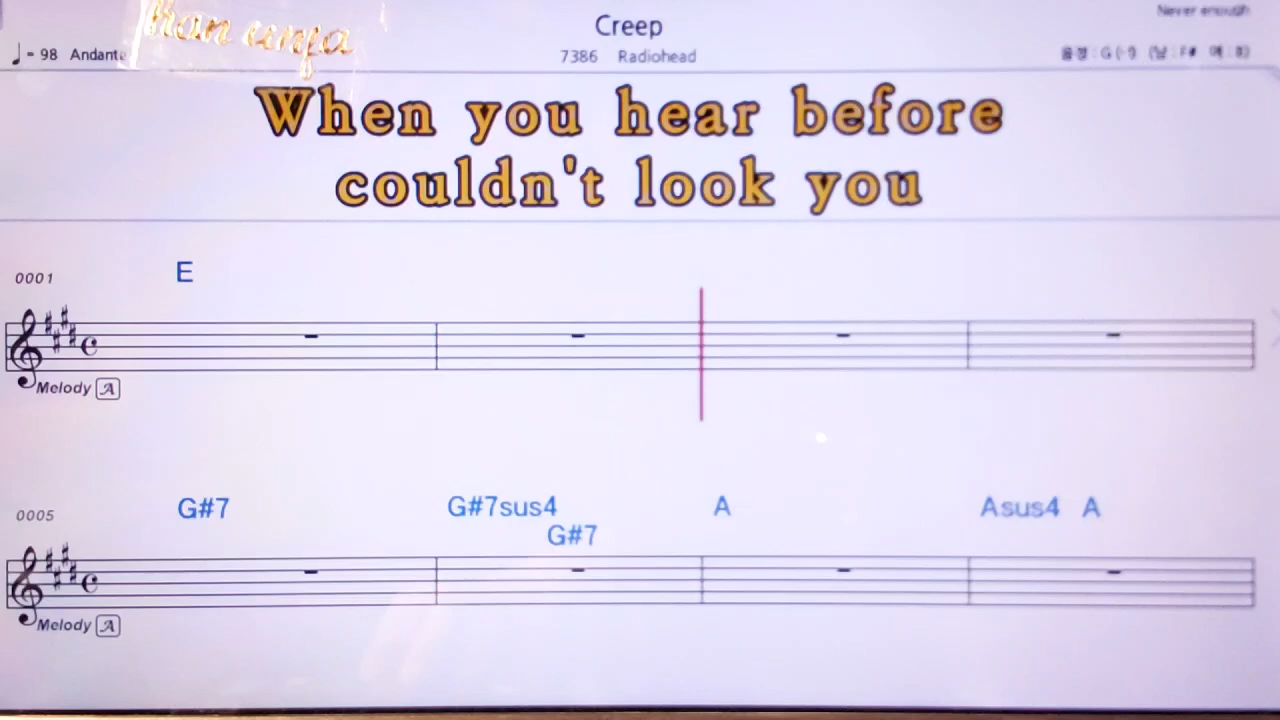 Never enough
Creep
♩= 98 Andante
7386 Radiohead
When you hear before
couldn't look you
0001
E
Melody A
0005
G#7 G#7sus4 A Asus4 A
G#7
Melody A